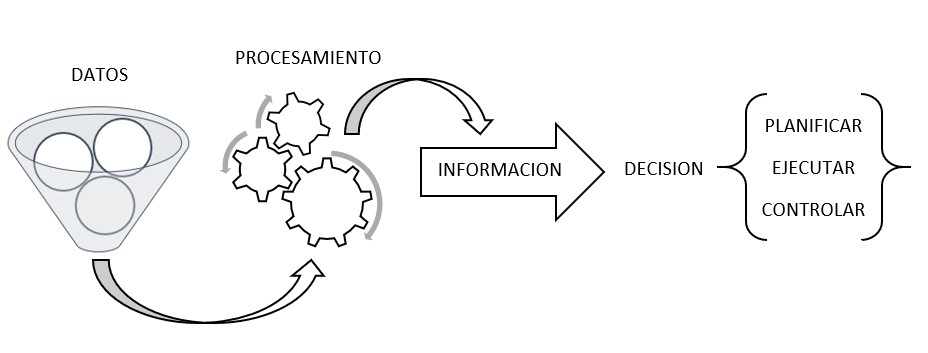 DATOS
PROCESAMIENTO
INFORMACION
DECISION
PLANIFICAR
EJECUTAR
CONTROLAR